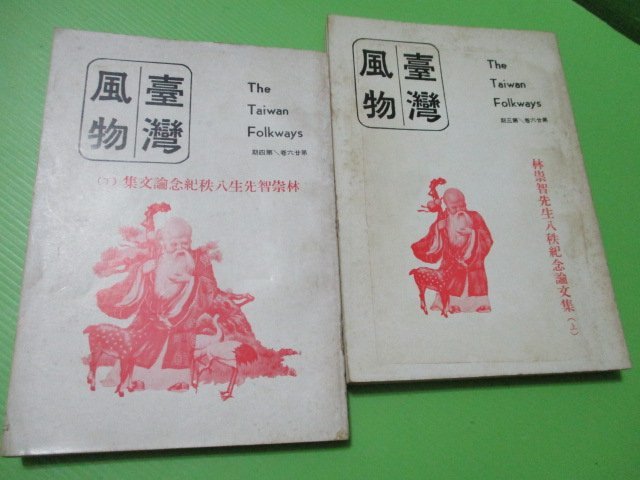 臺灣
風物
The
Taiwan
Folkways
第廿六卷、第四期
林崇智先生八秩紀念論文集（下）
臺灣
風物
The
Taiwan
Folkways
第廿六卷、第三期
林崇智先生八秩紀念論文集（上）